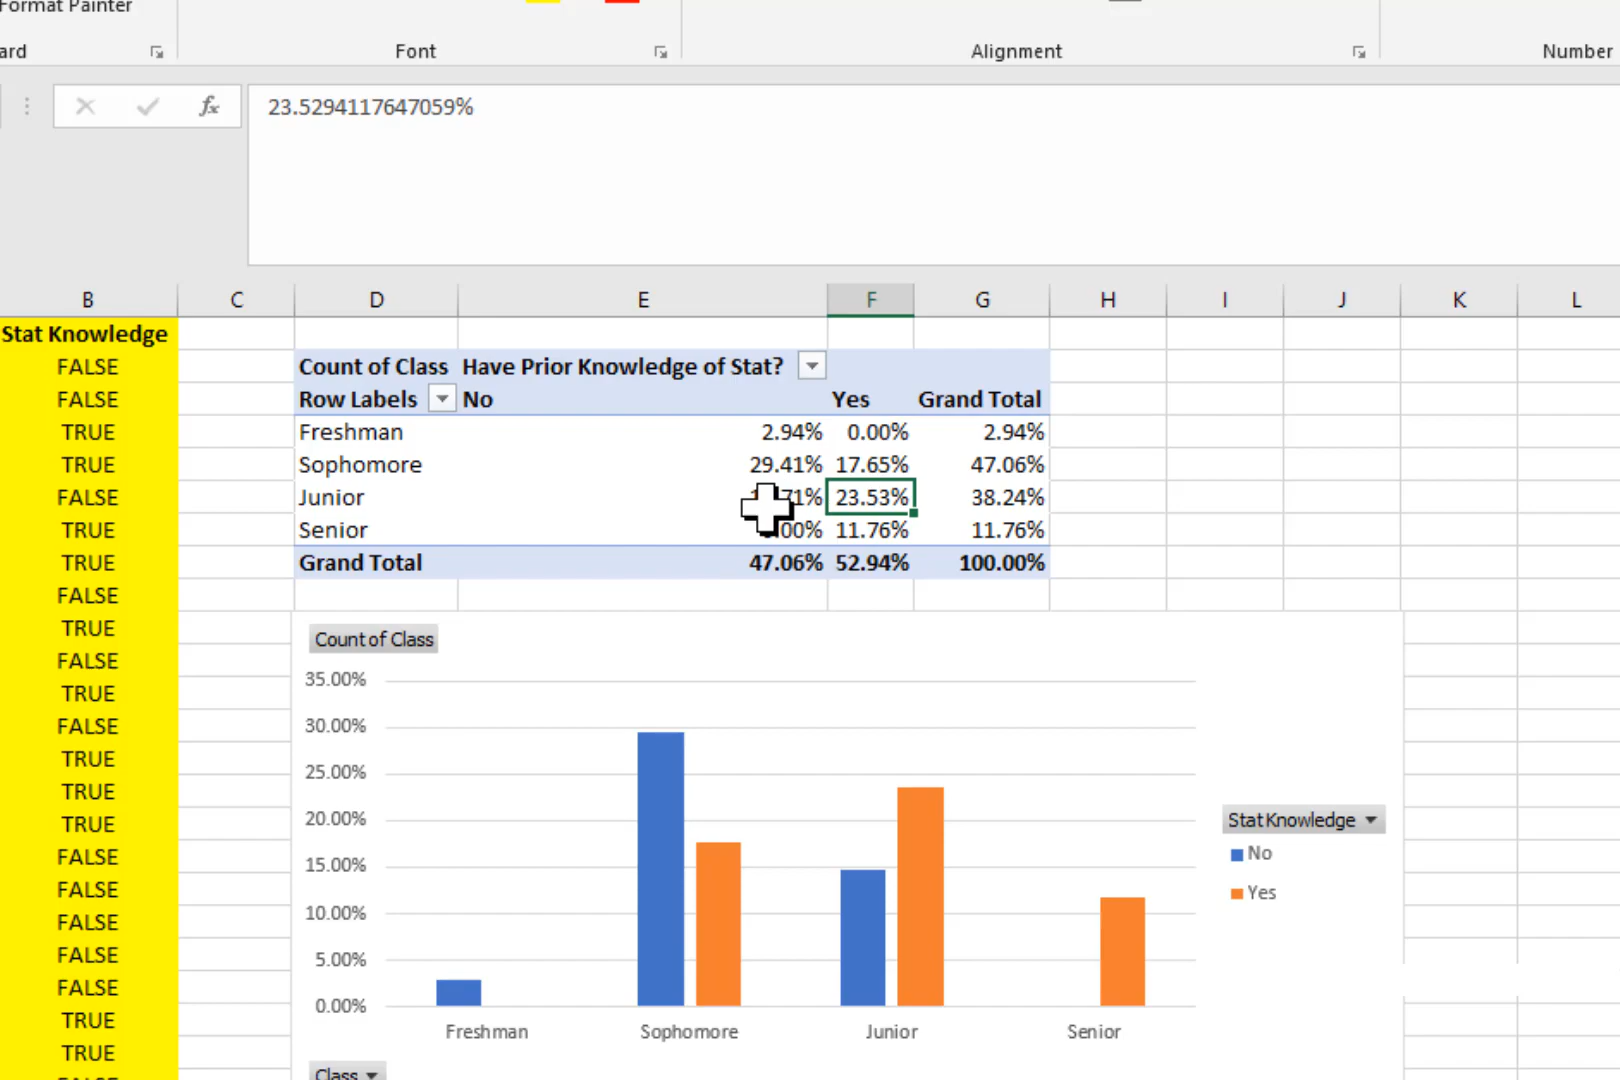 Format Painter
ard
Font
Alignment
Number
fx
23.5294117647059%
B C D E F G H I J K L
Stat Knowledge
FALSE Count of Class Have Prior Knowledge of Stat?
FALSE Row Labels No Yes Grand Total
TRUE Freshman 2.94% 0.00% 2.94%
TRUE Sophomore 29.41% 17.65% 47.06%
FALSE Junior 71% 23.53% 38.24%
TRUE Senior 00% 11.76% 11.76%
TRUE Grand Total 47.06% 52.94% 100.00%
FALSE
TRUE
FALSE
TRUE
FALSE
TRUE
TRUE
TRUE
FALSE
FALSE
FALSE
FALSE
FALSE
TRUE
TRUE
Count of Class
35.00%
30.00%
25.00%
20.00%
15.00%
10.00%
5.00%
0.00%
Freshman Sophomore Junior Senior
Stat Knowledge
No
Yes
Class